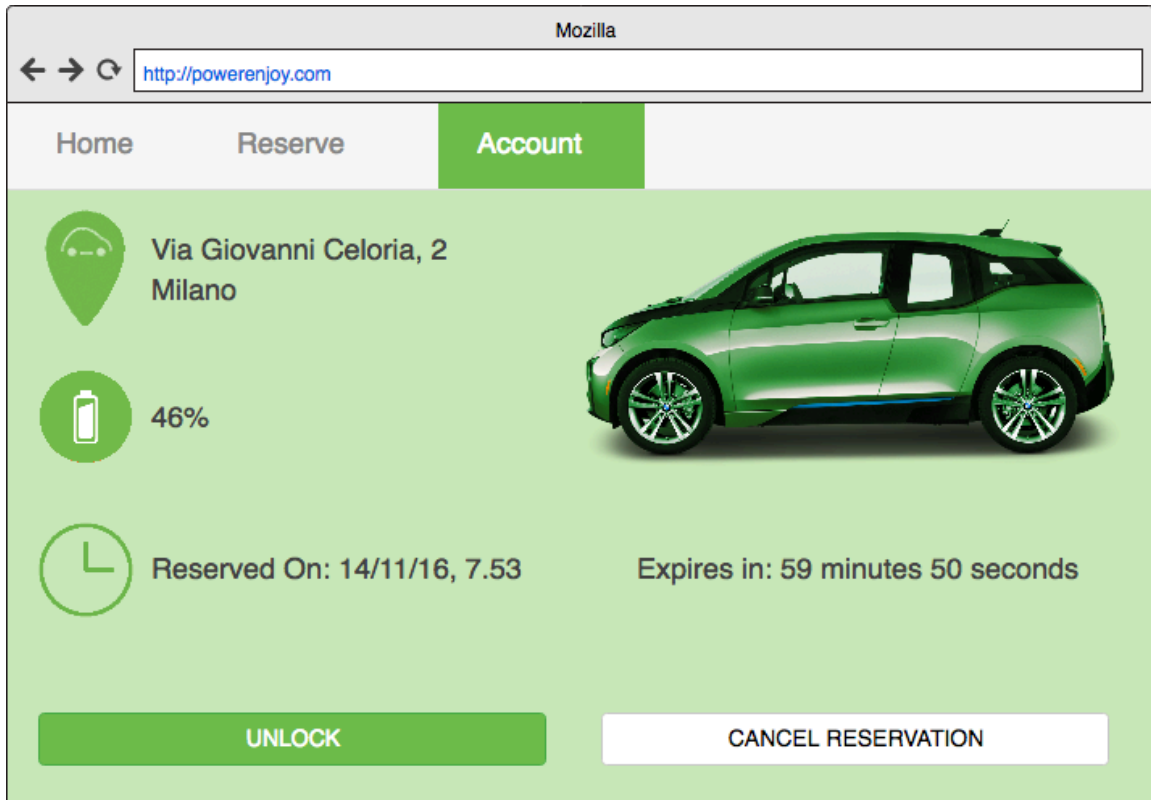 Mozilla
http://powerenjoy.com
Home Reserve Account
Via Giovanni Celoria, 2
Milano
46%
Reserved On: 14/11/16, 7.53 Expires in: 59 minutes 50 seconds
UNLOCK CANCEL RESERVATION